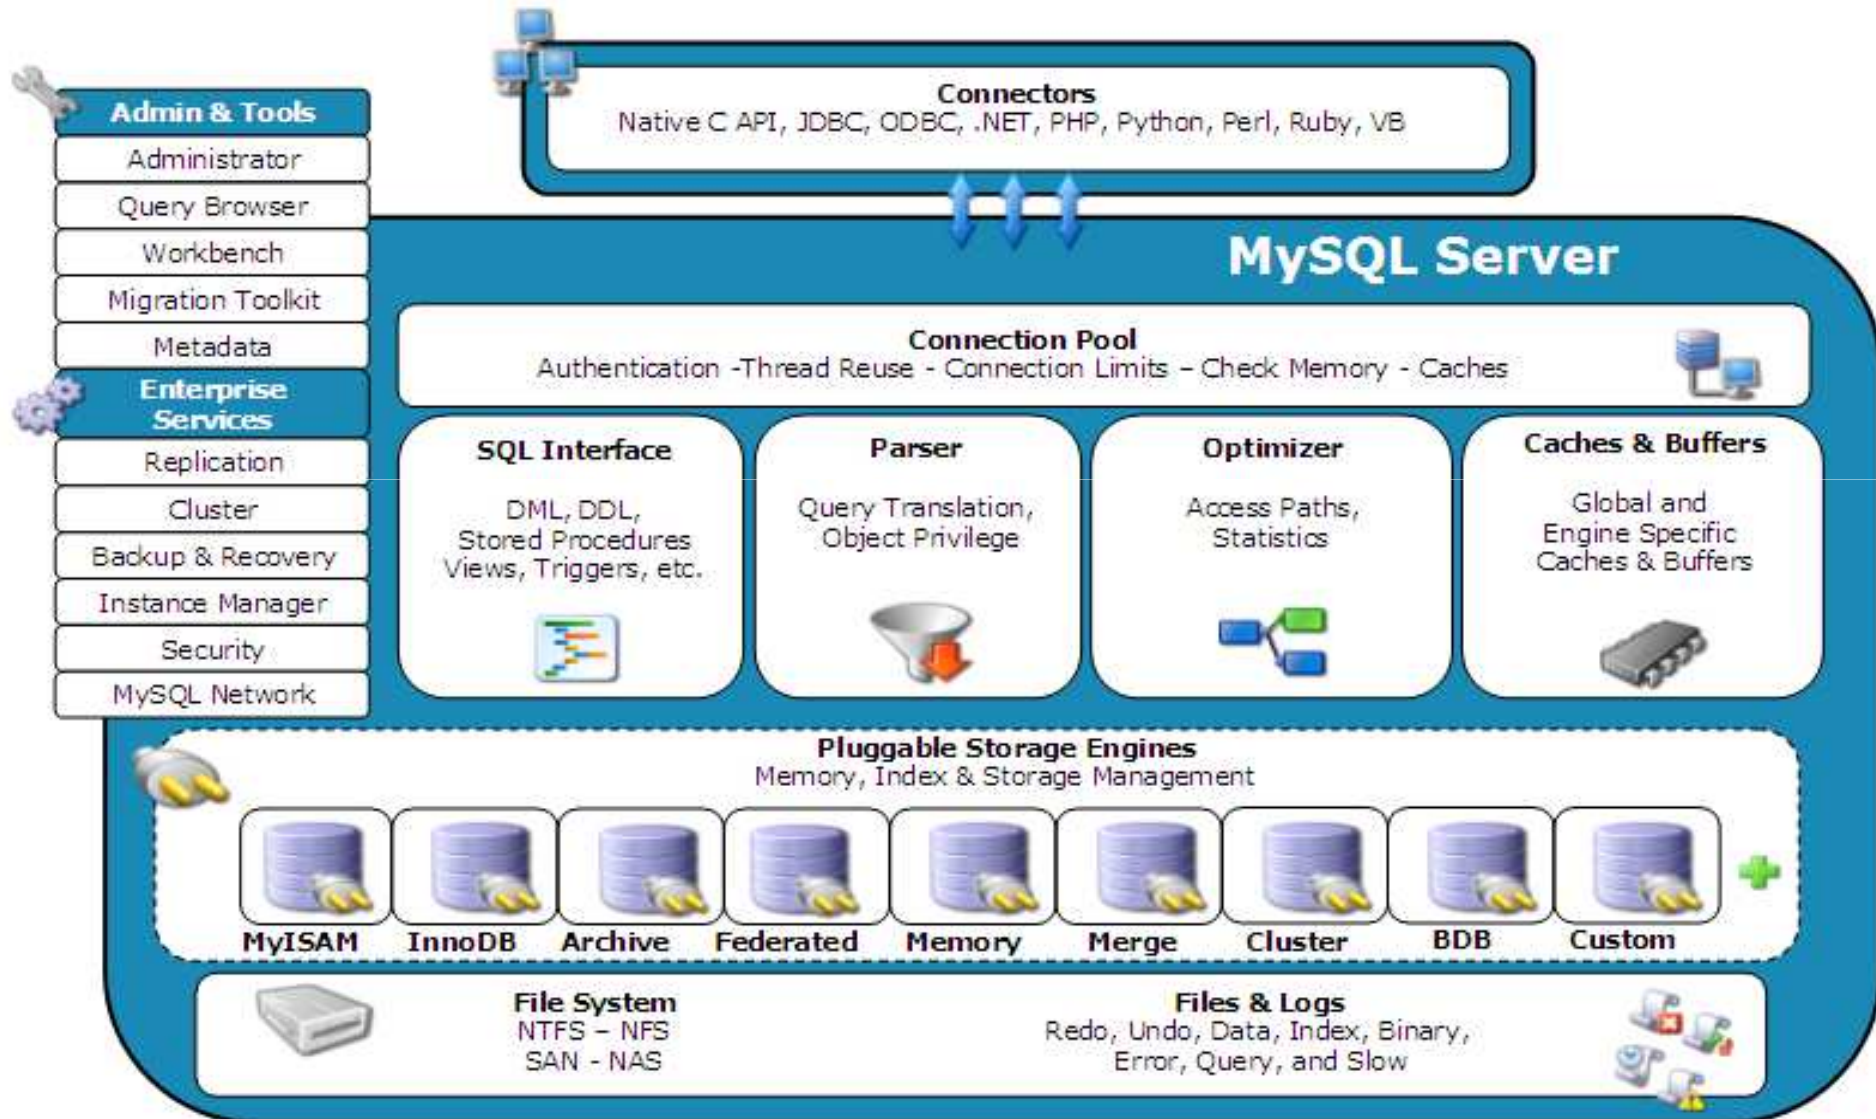 Connectors
Native C API, JDBC, ODBC, .NET, PHP, Python, Perl, Ruby, VB
Admin & Tools
Administrator
Query Browser
Workbench
Migration Toolkit
Metadata
Enterprise
Services
Replication
Cluster
Backup & Recovery
Instance Manager
Security
MySQL Network
MySQL Server
Connection Pool
Authentication -Thread Reuse - Connection Limits – Check Memory - Caches
SQL Interface
DML, DDL,
Stored Procedures
Views, Triggers, etc.
Parser
Query Translation,
Object Privilege
Optimizer
Access Paths,
Statistics
Caches & Buffers
Global and
Engine Specific
Caches & Buffers
Pluggable Storage Engines
Memory, Index & Storage Management
MyISAM
InnoDB
Archive
Federated
Memory
Merge
Cluster
BDB
Custom
File System
NTFS – NFS
SAN - NAS
Files & Logs
Redo, Undo, Data, Index, Binary,
Error, Query, and Slow